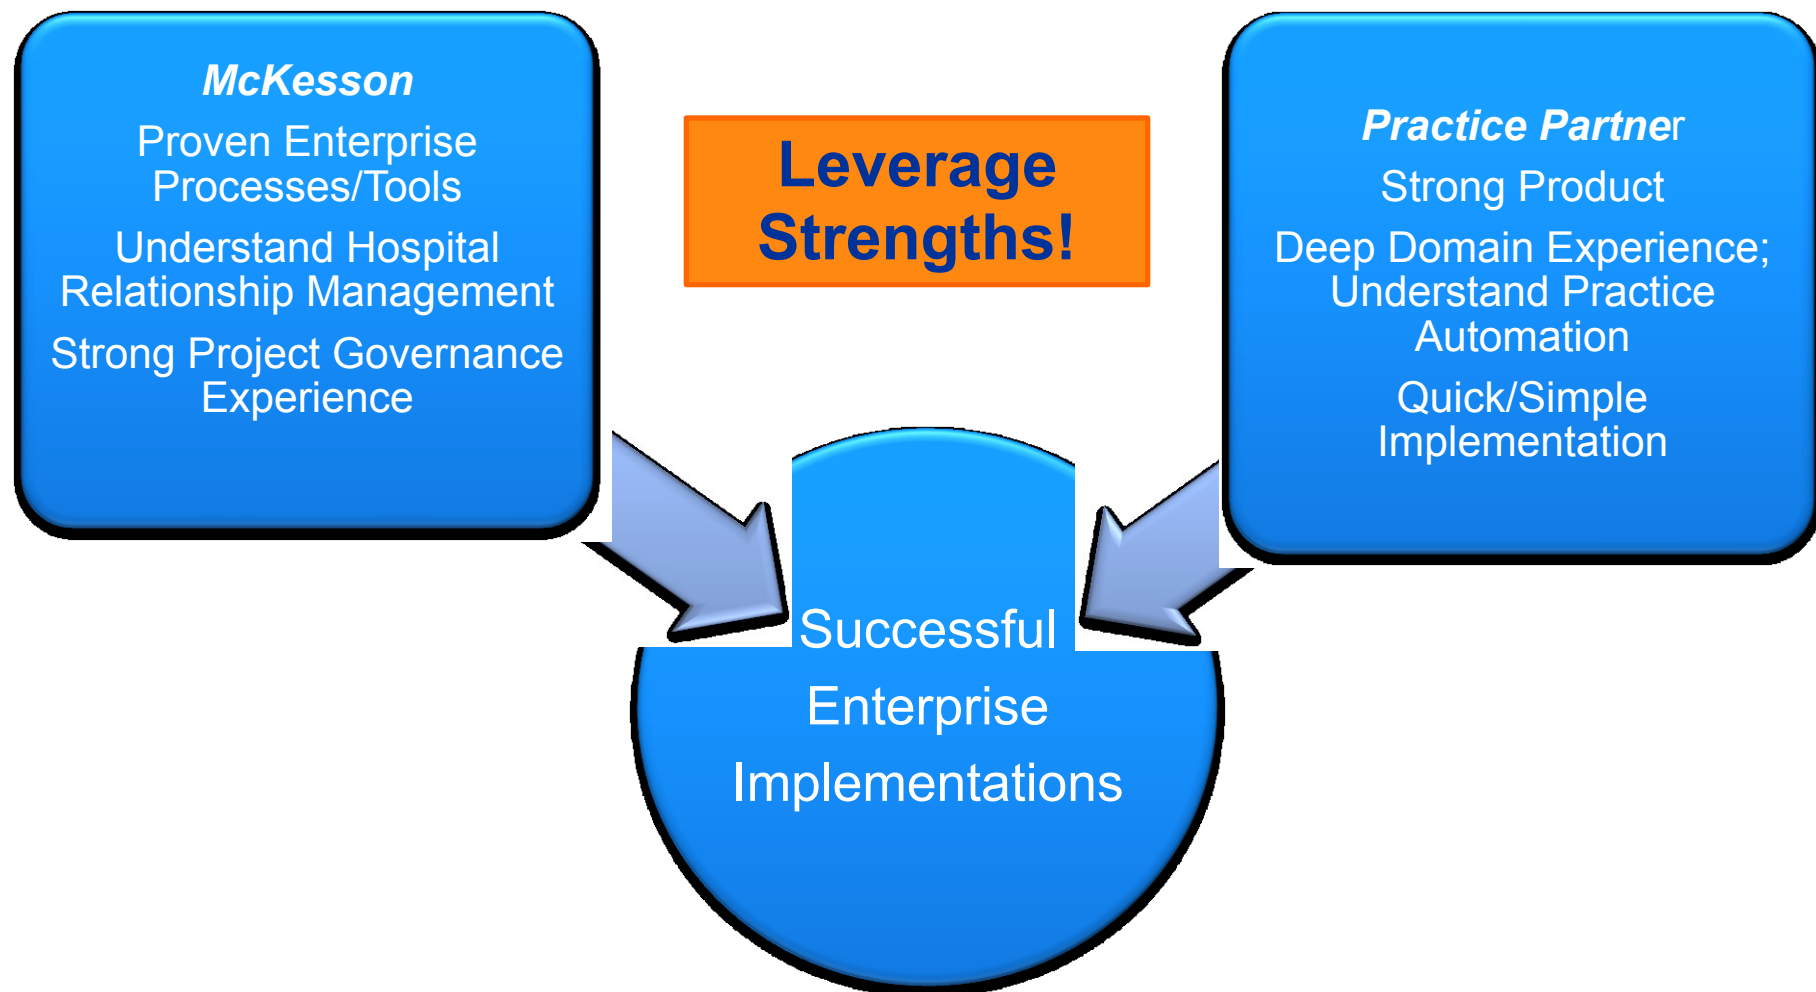 McKesson
Proven Enterprise
Processes/Tools
Understand Hospital
Relationship Management
Strong Project Governance
Experience
Leverage
Strengths!
Practice Partner
Strong Product
Deep Domain Experience;
Understand Practice
Automation
Quick/Simple
Implementation
Successful
Enterprise
Implementations